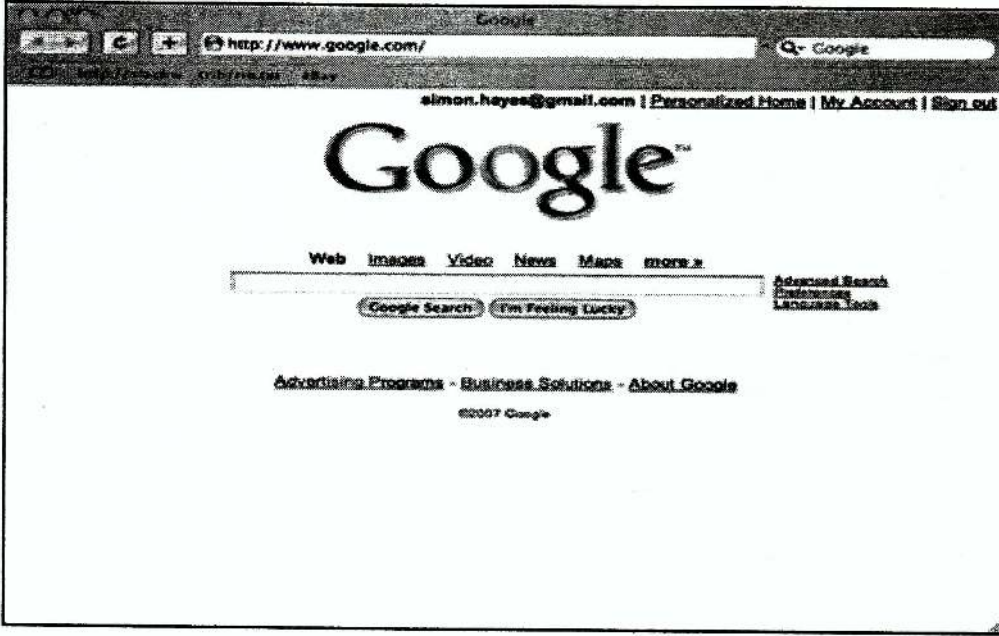 Google
http://www.google.com/
Google
eBay
simon.hayes@gmail.com | Personalized Home | My Account | Sign out
Google™
Web Images Video News Maps more »
Advanced Search
Preferences
Language Tools
Google Search I'm Feeling Lucky
Advertising Programs - Business Solutions - About Google
©2007 Google